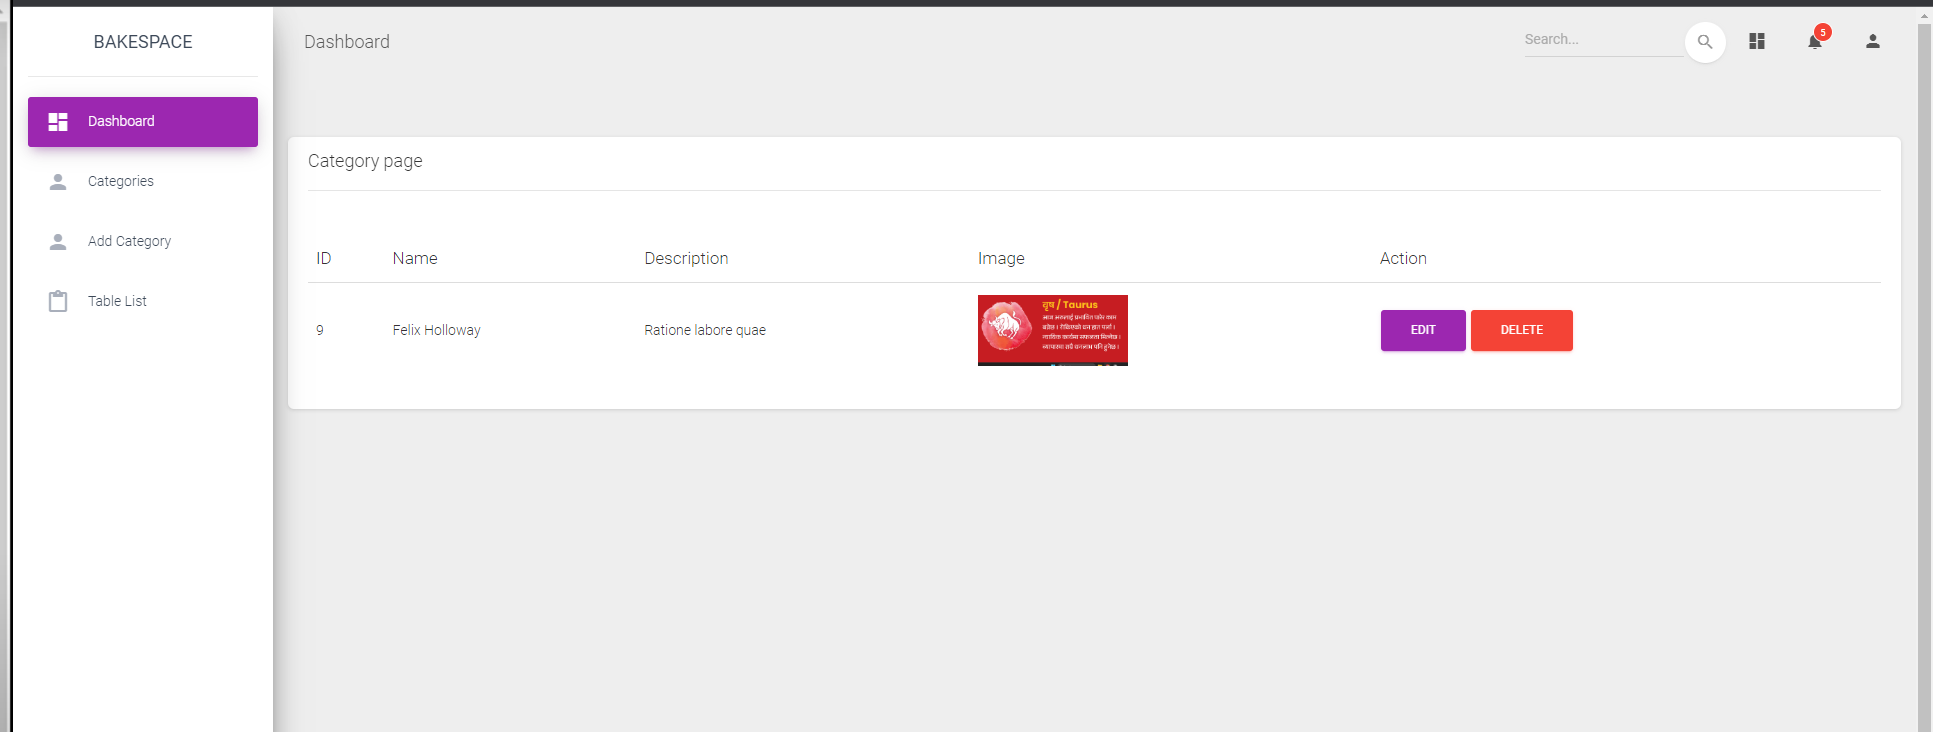 BAKESPACE
Dashboard
Search...
5
Dashboard
Categories
Add Category
Table List
Category page
ID Name Description Image Action
9 Felix Holloway Ratione labore quae
वृष / Taurus
EDIT DELETE